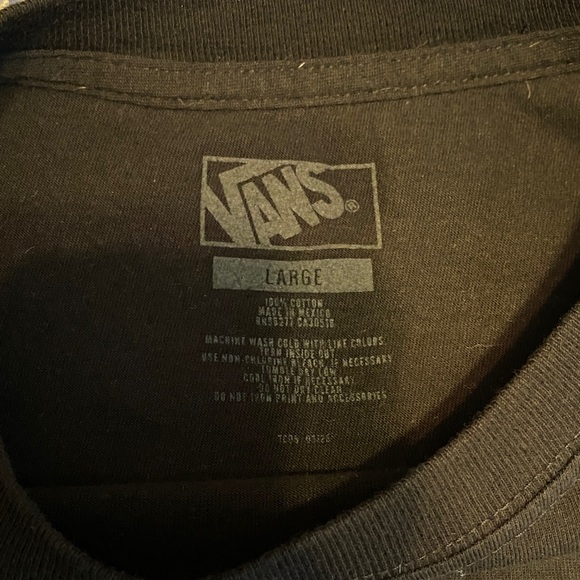 VANS®
LARGE
100% COTTON
MADE IN MEXICO
MACHINE WASH COLD WITH LIKE COLORS
TURN INSIDE OUT
USE NON-CHLORINE BLEACH, IF NECESSARY
TUMBLE DRY LOW
COOL IRON IF NECESSARY
DO NOT DRY CLEAN
DO NOT IRON PRINT AND ACCESSORIES